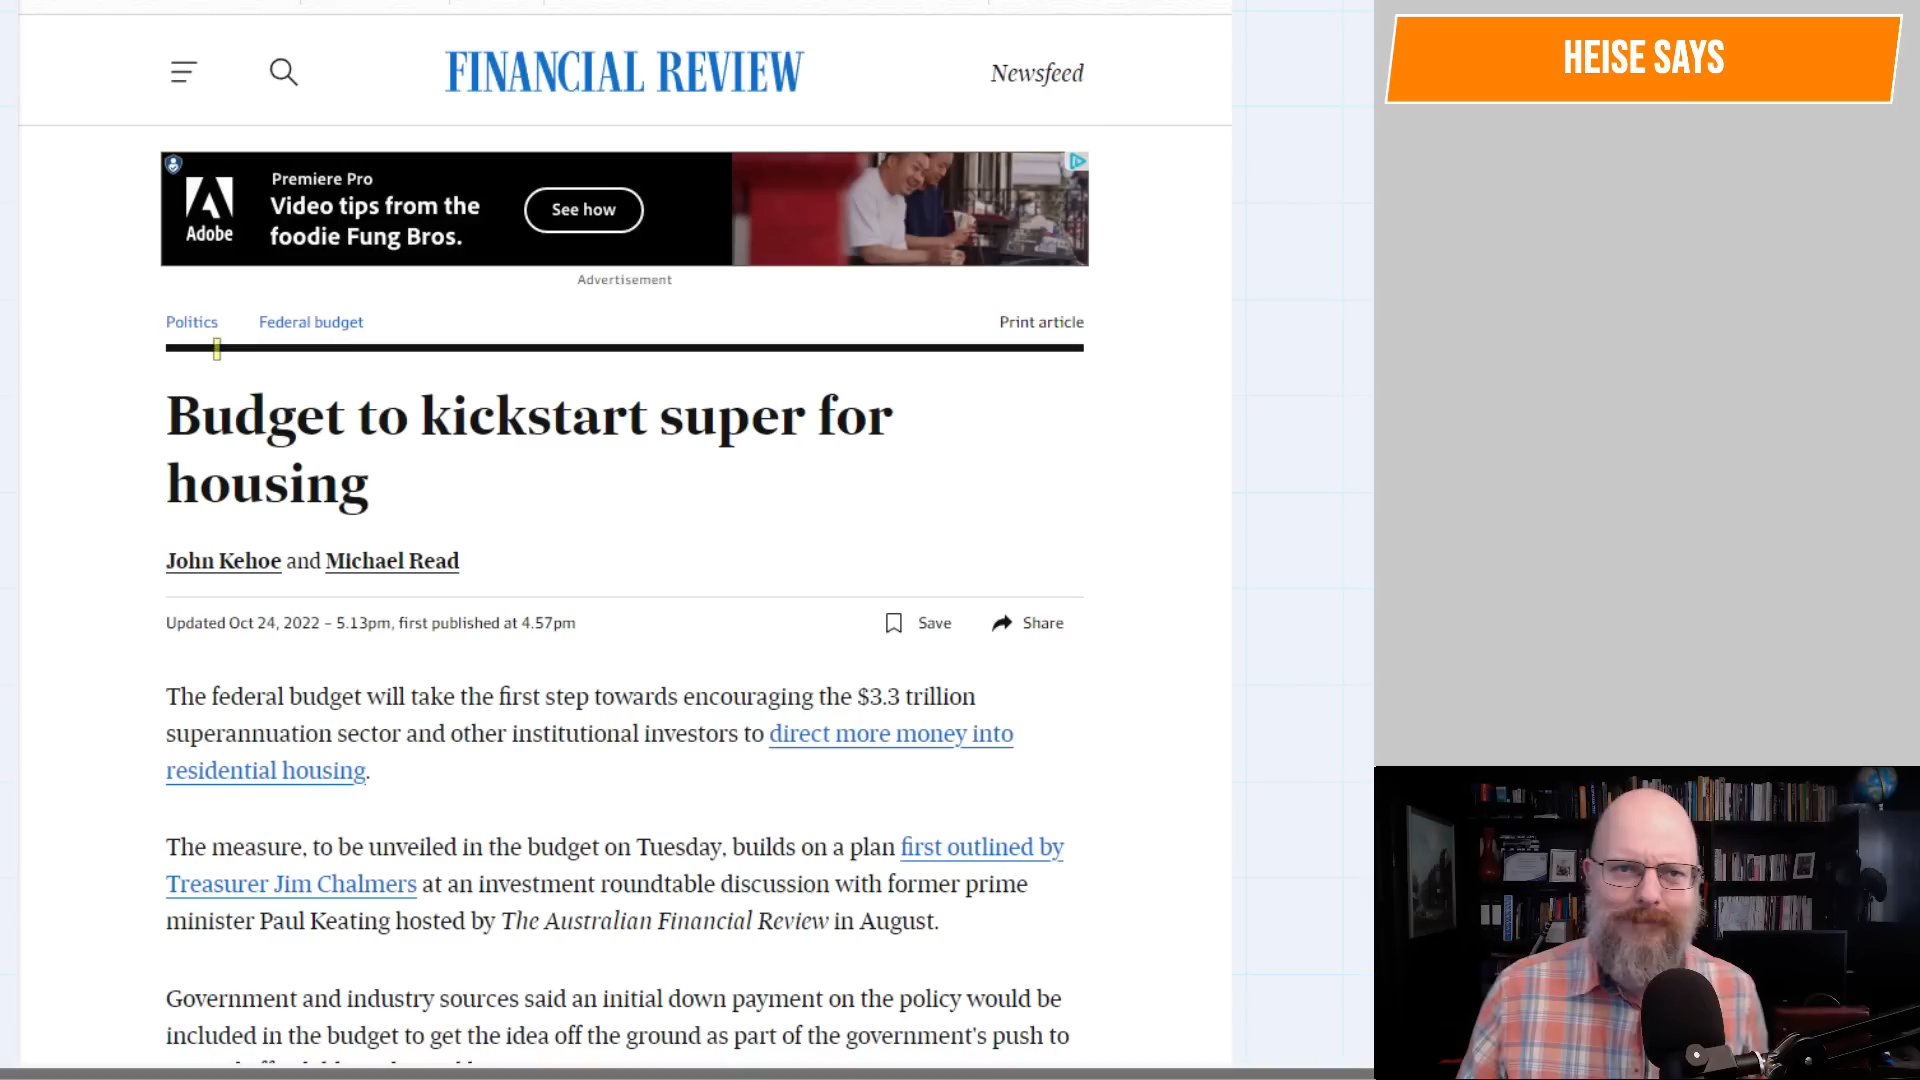 HEISE SAYS
FINANCIAL REVIEW
Newsfeed
Adobe
Premiere Pro
Video tips from the
foodie Fung Bros.
See how
Advertisement
Politics
Federal budget
Print article
Budget to kickstart super for
housing
John Kehoe and Michael Read
Updated Oct 24, 2022 – 5.13pm, first published at 4.57pm
Save
Share
The federal budget will take the first step towards encouraging the $3.3 trillion
superannuation sector and other institutional investors to direct more money into
residential housing.
The measure, to be unveiled in the budget on Tuesday, builds on a plan first outlined by
Treasurer Jim Chalmers at an investment roundtable discussion with former prime
minister Paul Keating hosted by The Australian Financial Review in August.
Government and industry sources said an initial down payment on the policy would be
included in the budget to get the idea off the ground as part of the government's push to